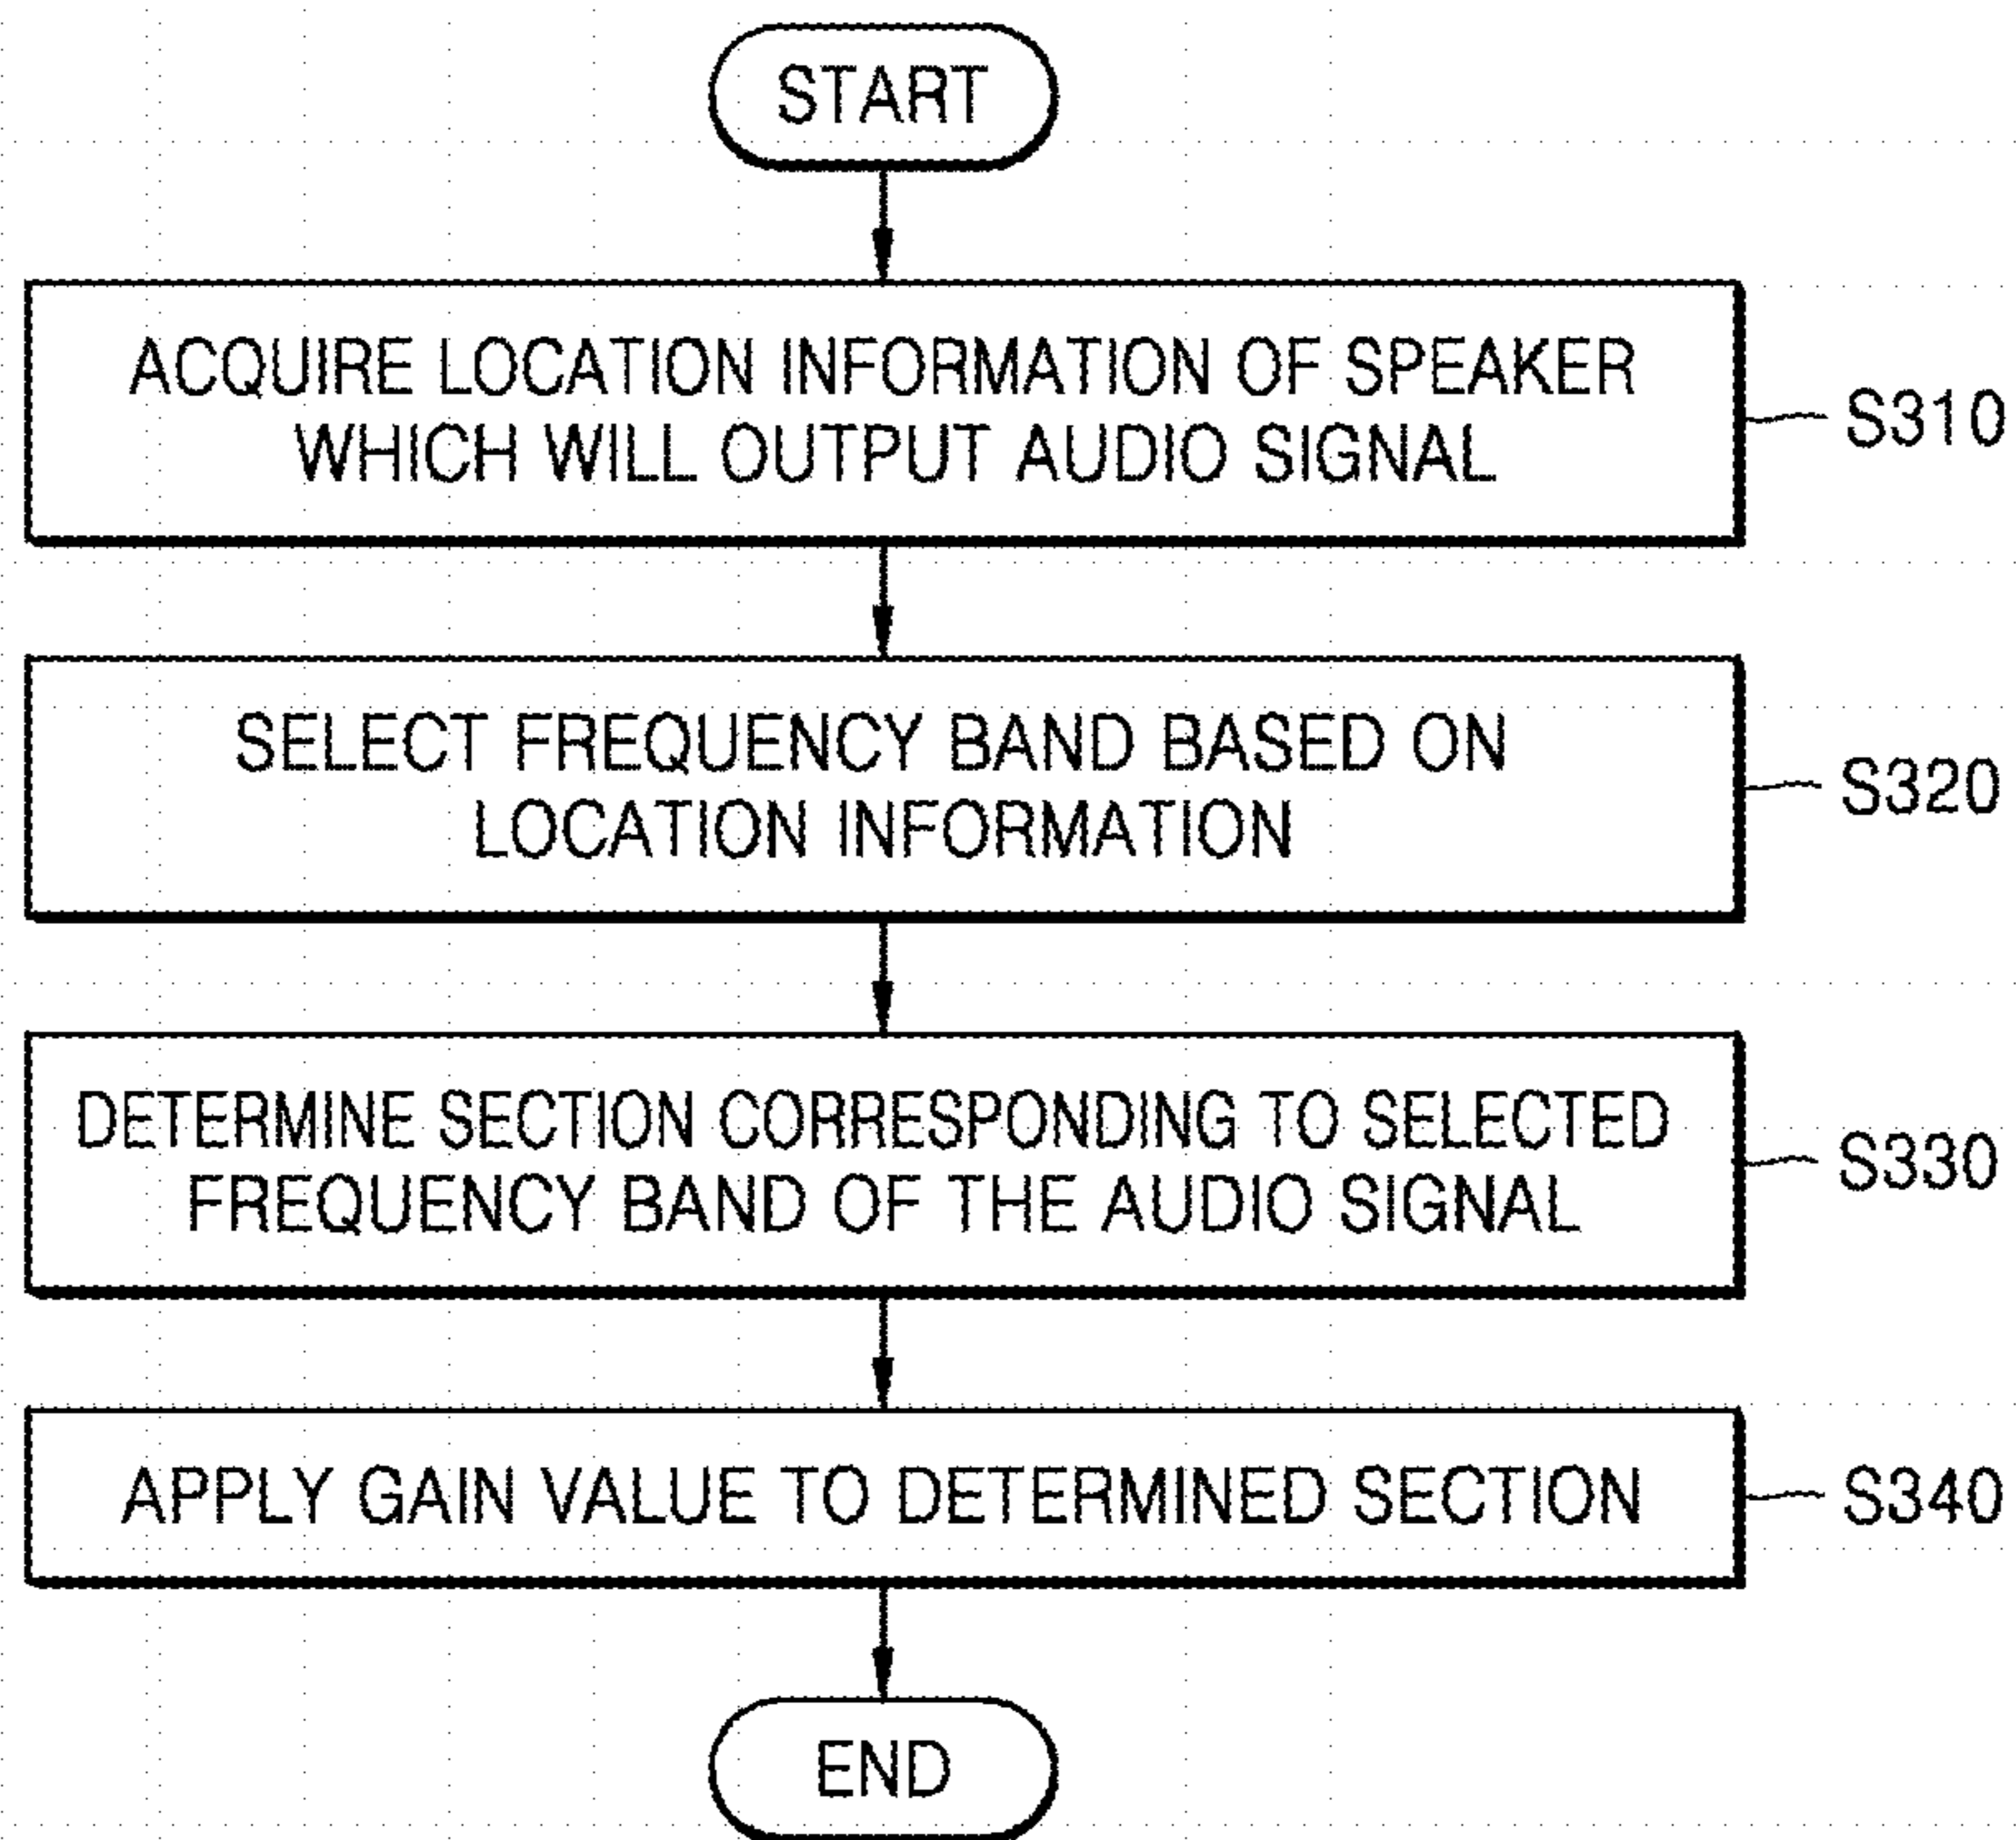 START
ACQUIRE LOCATION INFORMATION OF SPEAKER
WHICH WILL OUTPUT AUDIO SIGNAL
S310
SELECT FREQUENCY BAND BASED ON
LOCATION INFORMATION
S320
DETERMINE SECTION CORRESPONDING TO SELECTED
FREQUENCY BAND OF THE AUDIO SIGNAL
S330
APPLY GAIN VALUE TO DETERMINED SECTION
S340
END